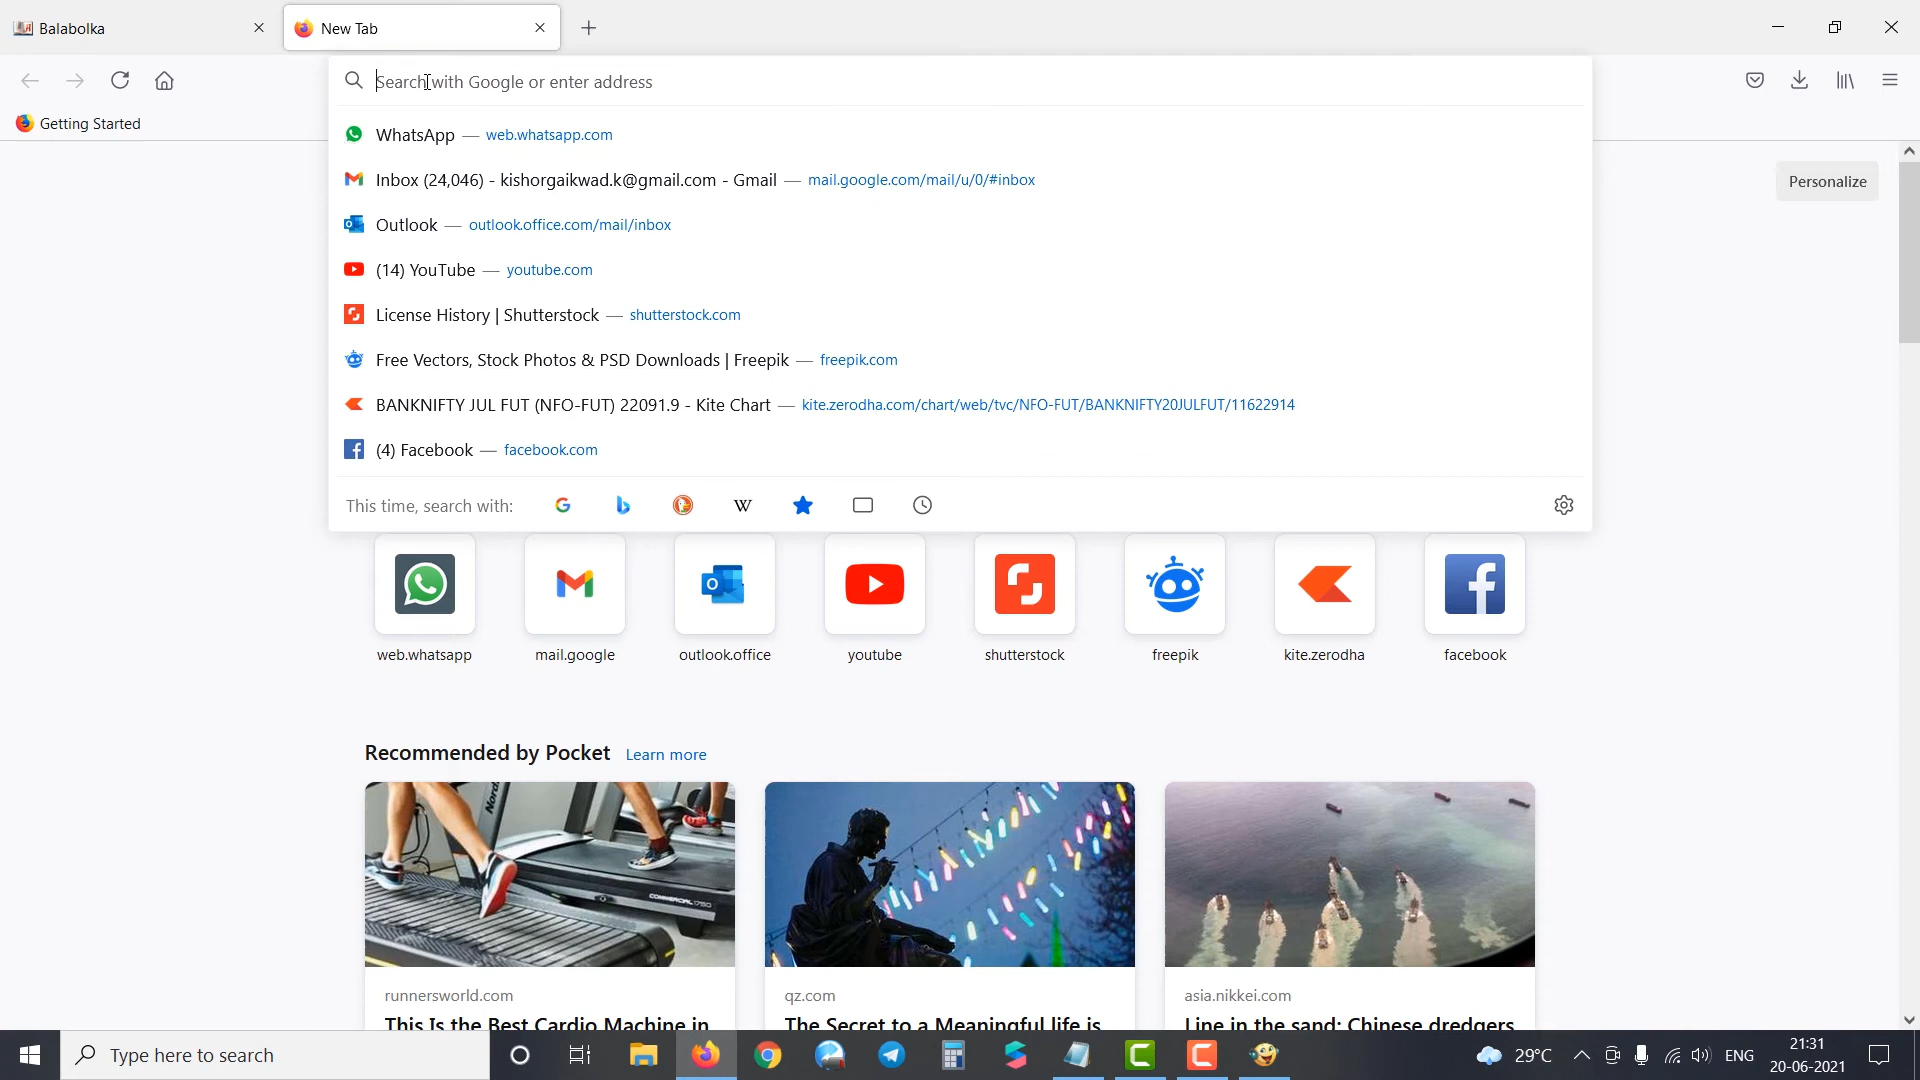 Balabolka
New Tab
Search with Google or enter address
Getting Started
WhatsApp — web.whatsapp.com
Inbox (24,046) - kishorgaikwad.k@gmail.com - Gmail — mail.google.com/mail/u/0/#inbox
Personalize
Outlook — outlook.office.com/mail/inbox
(14) YouTube — youtube.com
License History | Shutterstock — shutterstock.com
Free Vectors, Stock Photos & PSD Downloads | Freepik — freepik.com
BANKNIFTY JUL FUT (NFO-FUT) 22091.9 - Kite Chart — kite.zerodha.com/chart/web/tvc/NFO-FUT/BANKNIFTY20JULFUT/11622914
(4) Facebook — facebook.com
This time, search with:
web.whatsapp
mail.google
outlook.office
youtube
shutterstock
freepik
kite.zerodha
facebook
Recommended by Pocket Learn more
runnersworld.com
This Is the Best Cardio Machine in
qz.com
The Secret to a Meaningful life is
asia.nikkei.com
Line in the sand: Chinese dredgers
Type here to search
29°C
ENG
21:31
20-06-2021